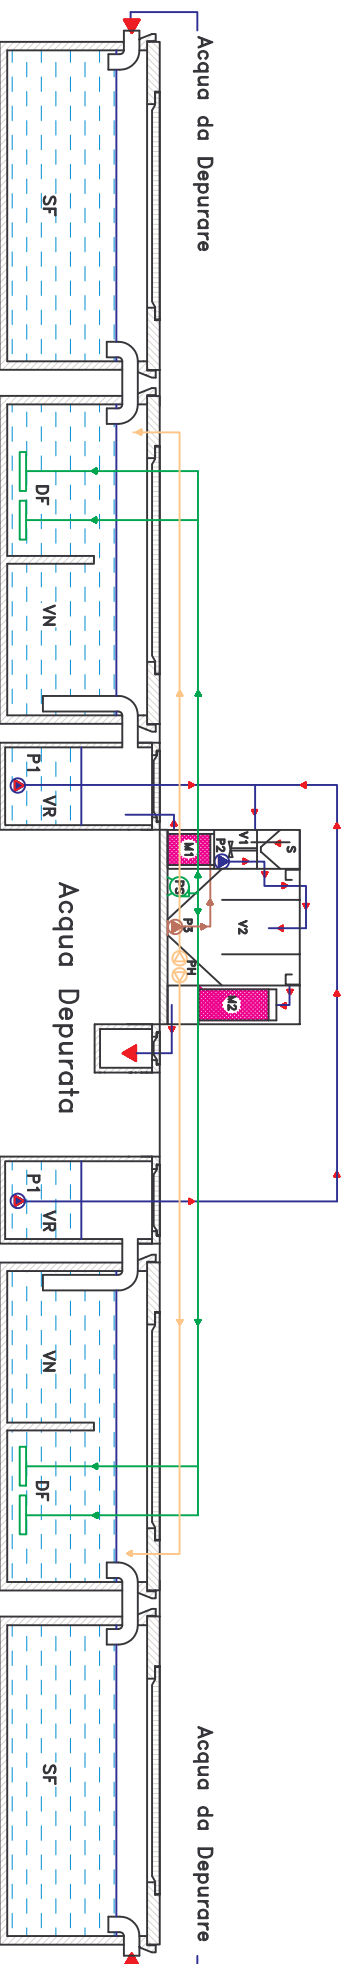 Acqua da Depurare
SF
DF
VN
P1
VR
M1
V1
P2
S
PS
P3
V2
PH
M2
Acqua Depurata
P1
VR
VN
DF
SF
Acqua da Depurare